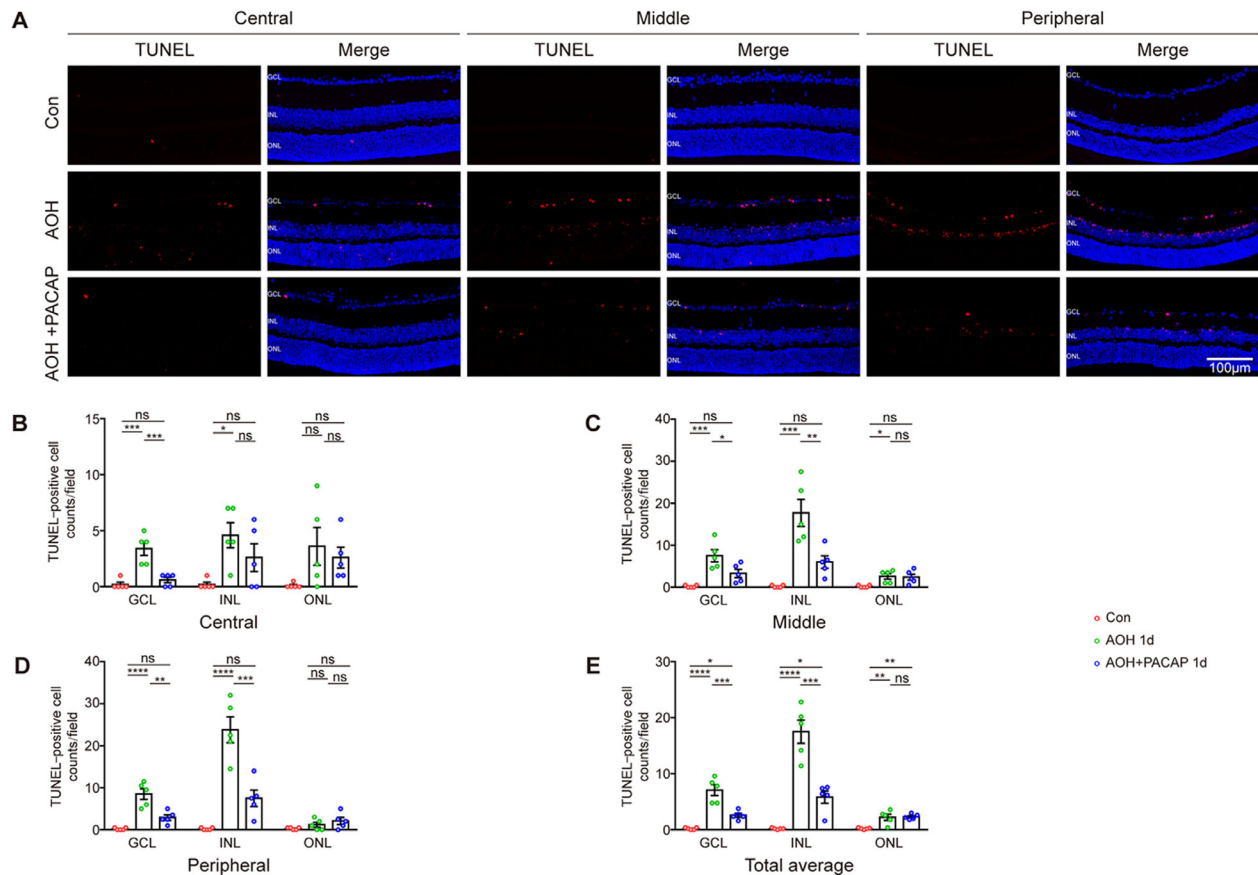 A
Central
Middle
Peripheral
TUNEL
Merge
TUNEL
Merge
TUNEL
Merge
Con
GCL
INL
ONL
GCL
INL
ONL
GCL
INL
ONL
AOH
GCL
INL
ONL
GCL
INL
ONL
GCL
INL
ONL
AOH +PACAP
GCL
INL
ONL
GCL
INL
ONL
GCL
INL
ONL
100μm
B
TUNEL-positive cell
counts/field
15
10
5
0
ns
ns
ns
*** ***
* ns
ns ns
GCL INL ONL
Central
C
TUNEL-positive cell
counts/field
40
30
20
10
0
ns
ns
ns
*** *
*** **
* ns
GCL INL ONL
Middle
Con
AOH 1d
AOH+PACAP 1d
D
TUNEL-positive cell
counts/field
40
30
20
10
0
ns
ns
ns
**** **
**** ***
ns ns
GCL INL ONL
Peripheral
E
TUNEL-positive cell
counts/field
30
20
10
0
*
*
**
**** ***
**** ***
** ns
GCL INL ONL
Total average